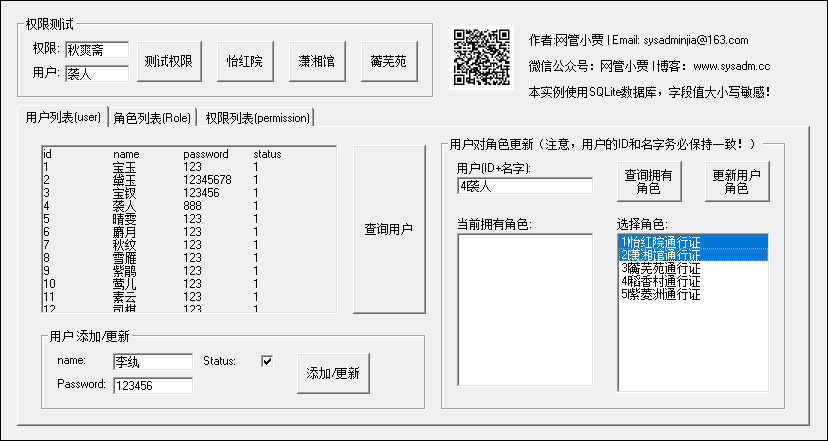 权限测试
权限: 秋爽斋
用户: 袭人
测试权限 怡红院 潇湘馆 蘅芜苑
作者:网管小贾 | Email: sysadminjia@163.com
微信公众号：网管小贾 | 博客：www.sysadm.cc
本实例使用SQLite数据库，字段值大小写敏感！
用户列表(user) 角色列表(Role) 权限列表(permission)
id name password status
1 宝玉 123 1
2 黛玉 12345678 1
3 宝钗 123456 1
4 袭人 888 1
5 晴雯 123 1
6 麝月 123 1
7 秋纹 123 1
8 雪雁 123 1
9 紫鹃 123 1
10 莺儿 123 1
11 素云 123 1
12 司棋 123 1
查询用户
用户 添加/更新
name: 李纨 Status:
Password: 123456
添加/更新
用户对角色更新（注意，用户的ID和名字务必保持一致！）
用户(ID+名字):
4袭人
查询拥有
角色
更新用户
角色
当前拥有角色:
选择角色:
1怡红院通行证
2潇湘馆通行证
3蘅芜苑通行证
4稻香村通行证
5紫菱洲通行证